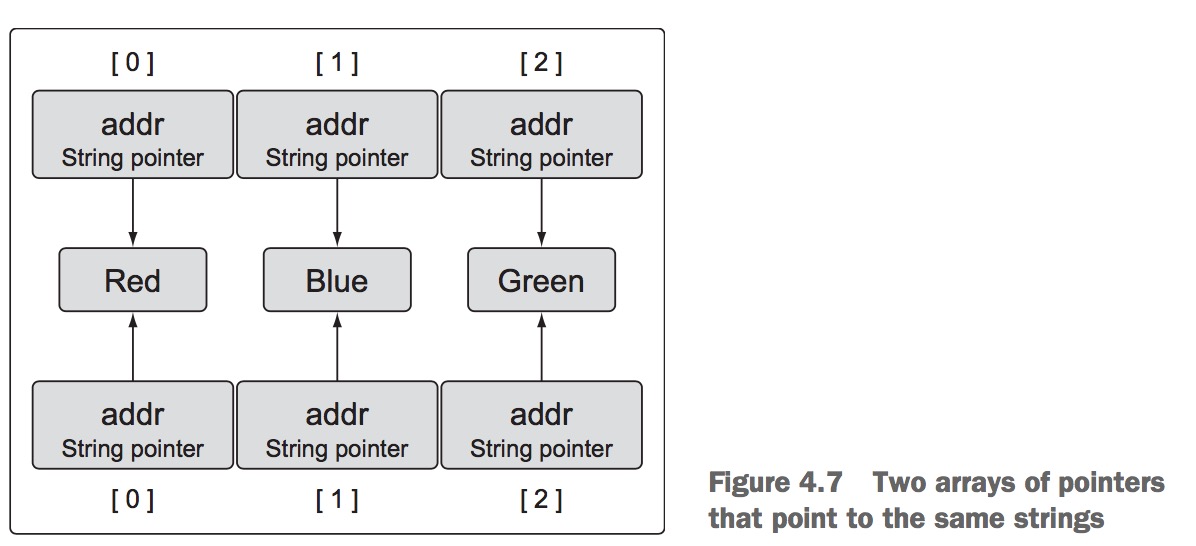 [ 0 ] [ 1 ] [ 2 ]
addr addr addr
String pointer String pointer String pointer
Red Blue Green
addr addr addr
String pointer String pointer String pointer
[ 0 ] [ 1 ] [ 2 ]
Figure 4.7 Two arrays of pointers
that point to the same strings